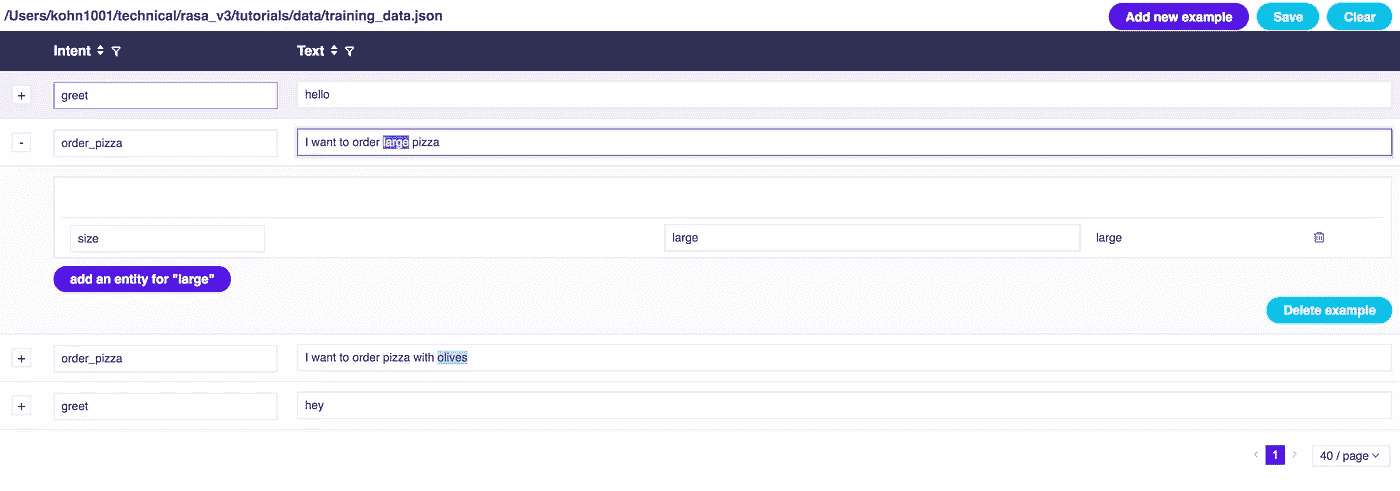 /Users/kohn1001/technical/rasa_v3/tutorials/data/training_data.json Add new example Save Clear
Intent Text
+ greet hello
- order_pizza I want to order large pizza
size large large
add an entity for "large"
Delete example
+ order_pizza I want to order pizza with olives
+ greet hey
< 1 > 40 / page